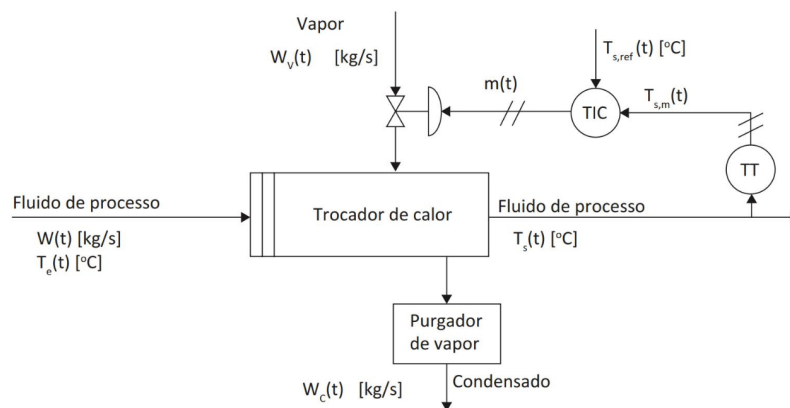 Vapor
W_v(t) [kg/s]
T_s,ref(t) [°C]
m(t)
TIC
T_s,m(t)
TT
Fluido de processo
Trocador de calor
Fluido de processo
W(t) [kg/s]
T_e(t) [°C]
T_s(t) [°C]
Purgador
de vapor
W_c(t) [kg/s]
Condensado